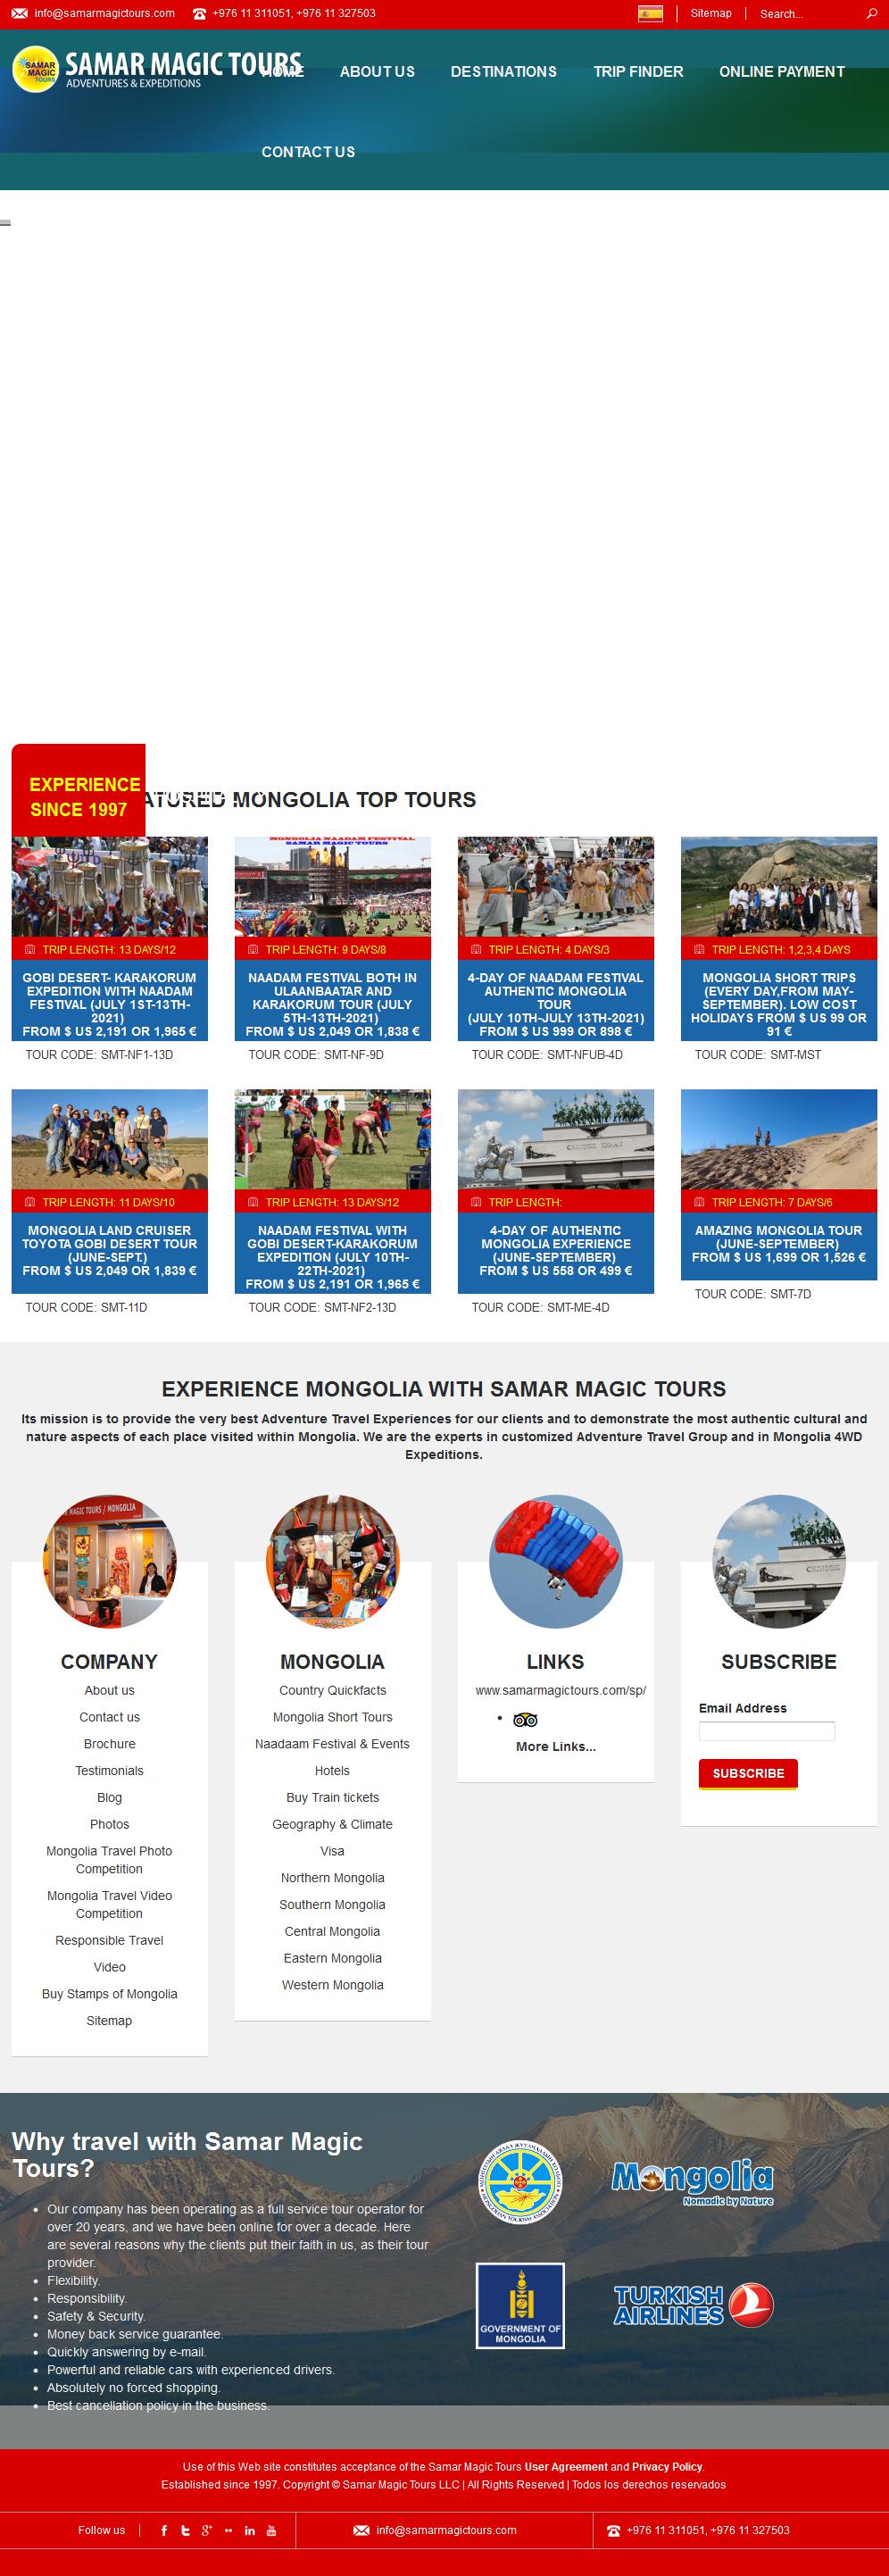 info@samarmagictours.com +976 11 311051, +976 11 327503 Sitemap Search...
SAMAR MAGIC TOURS
SAMAR MAGIC TOURS
ADVENTURES & EXPEDITIONS
HOME ABOUT US DESTINATIONS TRIP FINDER ONLINE PAYMENT
CONTACT US
EXPERIENCE
SINCE 1997
MONGOLIA TOP TOURS
MONGOLIA NAADAM FESTIVAL
SAMAR MAGIC TOURS
TRIP LENGTH: 13 DAYS/12
GOBI DESERT- KARAKORUM
EXPEDITION WITH NAADAM
FESTIVAL (JULY 1ST-13TH-
2021)
FROM $ US 2,191 OR 1,965 €
TOUR CODE: SMT-NF1-13D
TRIP LENGTH: 9 DAYS/8
NAADAM FESTIVAL BOTH IN
ULAANBAATAR AND
KARAKORUM TOUR (JULY
5TH-13TH-2021)
FROM $ US 2,049 OR 1,838 €
TOUR CODE: SMT-NF-9D
TRIP LENGTH: 4 DAYS/3
4-DAY OF NAADAM FESTIVAL
AUTHENTIC MONGOLIA
TOUR
(JULY 10TH-JULY 13TH-2021)
FROM $ US 999 OR 898 €
TOUR CODE: SMT-NFUB-4D
TRIP LENGTH: 1,2,3,4 DAYS
MONGOLIA SHORT TRIPS
(EVERY DAY,FROM MAY-
SEPTEMBER). LOW COST
HOLIDAYS FROM $ US 99 OR
91 €
TOUR CODE: SMT-MST
TRIP LENGTH: 11 DAYS/10
MONGOLIA LAND CRUISER
TOYOTA GOBI DESERT TOUR
(JUNE-SEPT.)
FROM $ US 2,049 OR 1,839 €
TOUR CODE: SMT-11D
TRIP LENGTH: 13 DAYS/12
NAADAM FESTIVAL WITH
GOBI DESERT-KARAKORUM
EXPEDITION (JULY 10TH-
22TH-2021)
FROM $ US 2,191 OR 1,965 €
TOUR CODE: SMT-NF2-13D
TRIP LENGTH:
4-DAY OF AUTHENTIC
MONGOLIA EXPERIENCE
(JUNE-SEPTEMBER)
FROM $ US 558 OR 499 €
TOUR CODE: SMT-ME-4D
TRIP LENGTH: 7 DAYS/6
AMAZING MONGOLIA TOUR
(JUNE-SEPTEMBER)
FROM $ US 1,699 OR 1,526 €
TOUR CODE: SMT-7D
EXPERIENCE MONGOLIA WITH SAMAR MAGIC TOURS
Its mission is to provide the very best Adventure Travel Experiences for our clients and to demonstrate the most authentic cultural and
nature aspects of each place visited within Mongolia. We are the experts in customized Adventure Travel Group and in Mongolia 4WD
Expeditions.
MAGIC TOURS / MONGOLIA
COMPANY
About us
Contact us
Brochure
Testimonials
Blog
Photos
Mongolia Travel Photo
Competition
Mongolia Travel Video
Competition
Responsible Travel
Video
Buy Stamps of Mongolia
Sitemap
MONGOLIA
Country Quickfacts
Mongolia Short Tours
Naadaam Festival & Events
Hotels
Buy Train tickets
Geography & Climate
Visa
Northern Mongolia
Southern Mongolia
Central Mongolia
Eastern Mongolia
Western Mongolia
LINKS
www.samarmagictours.com/sp/
More Links...
SUBSCRIBE
Email Address
SUBSCRIBE
Why travel with Samar Magic
Tours?
• Our company has been operating as a full service tour operator for
over 20 years, and we have been online for over a decade. Here
are several reasons why the clients put their faith in us, as their tour
provider.
• Flexibility.
• Responsibility.
• Safety & Security.
• Money back service guarantee.
• Quickly answering by e-mail.
• Powerful and reliable cars with experienced drivers.
• Absolutely no forced shopping.
• Best cancellation policy in the business.
Mongolia
Nomadic by Nature
GOVERNMENT OF
MONGOLIA
TURKISH
AIRLINES
Use of this Web site constitutes acceptance of the Samar Magic Tours User Agreement and Privacy Policy.
Established since 1997. Copyright © Samar Magic Tours LLC | All Rights Reserved | Todos los derechos reservados
Follow us info@samarmagictours.com +976 11 311051, +976 11 327503